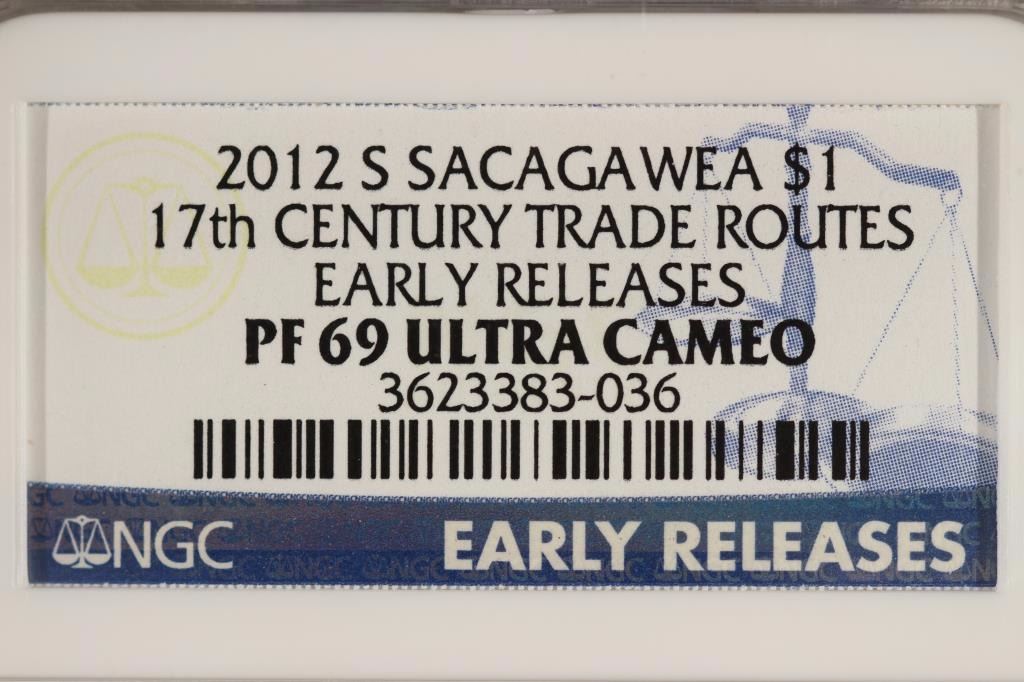 2012 S SACAGAWEA $1
17th CENTURY TRADE ROUTES
EARLY RELEASES
PF 69 ULTRA CAMEO
3623383-036
NGC EARLY RELEASES